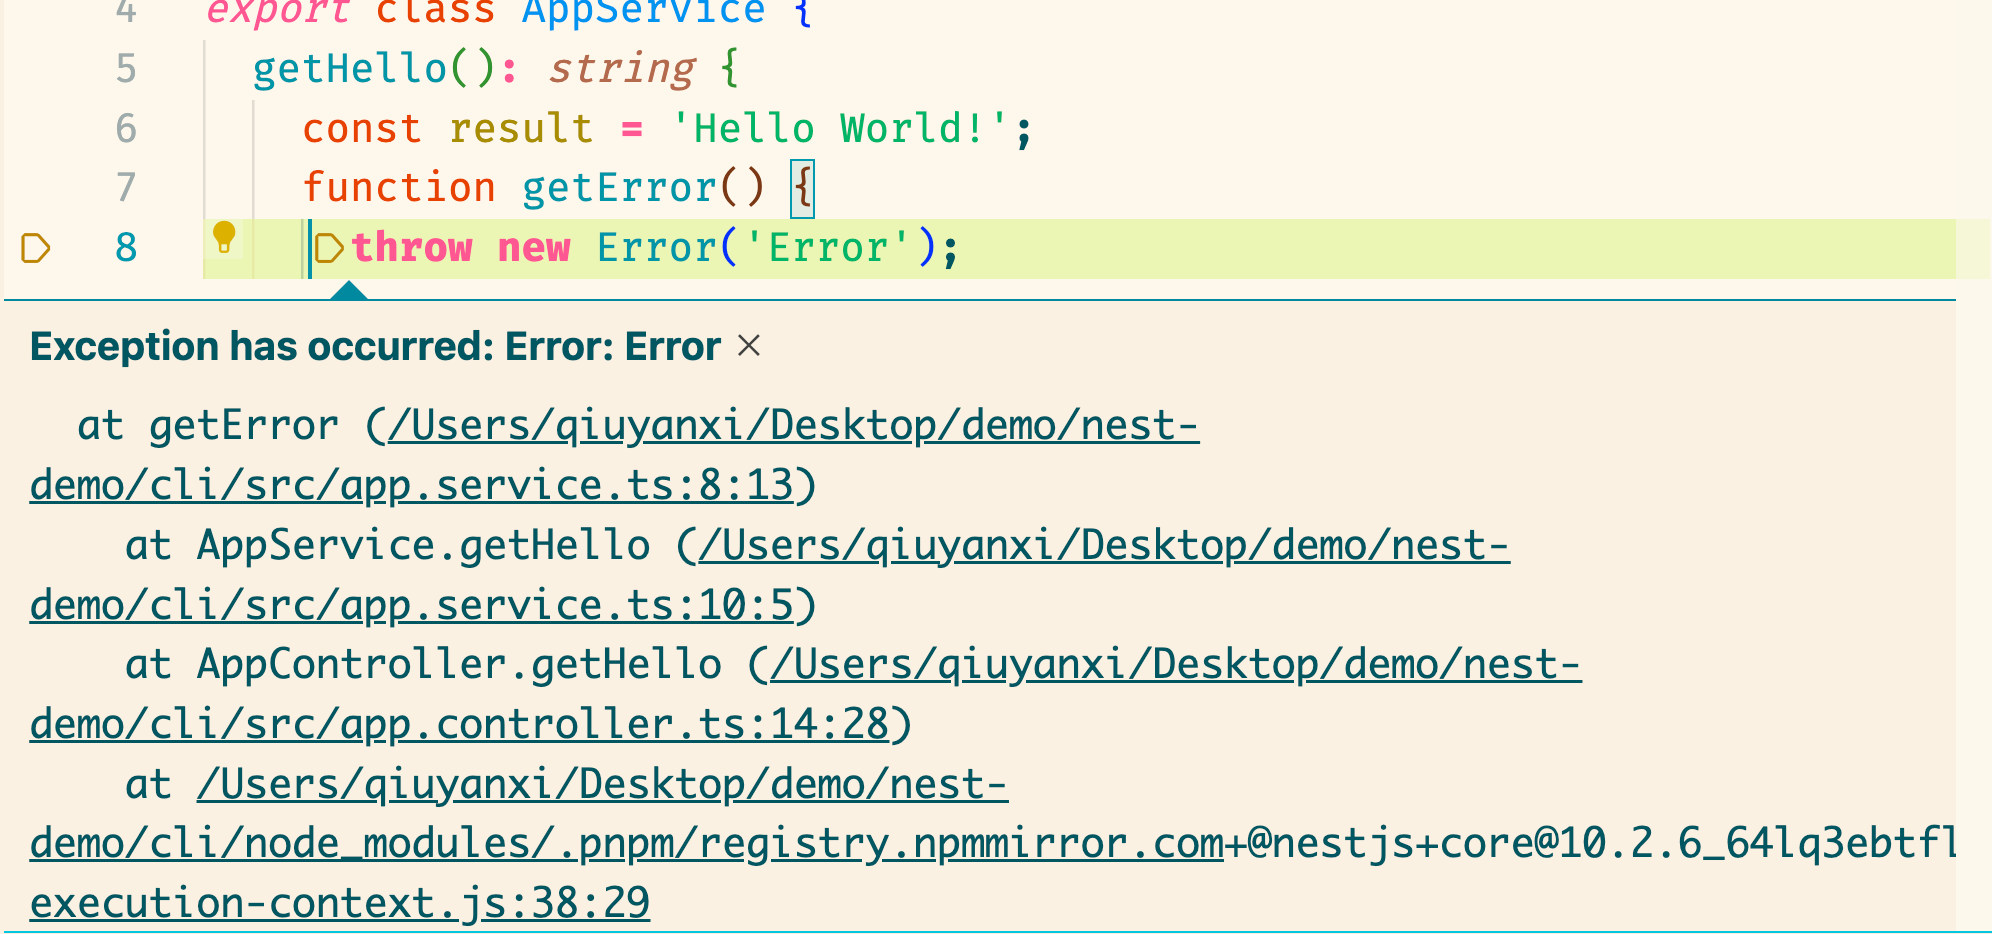 4 export class AppService {
5 getHello(): string {
6 const result = 'Hello World!';
7 function getError() {
8 throw new Error('Error');
Exception has occurred: Error: Error ×
at getError (/Users/qiuyanxi/Desktop/demo/nest-
demo/cli/src/app.service.ts:8:13)
at AppService.getHello (/Users/qiuyanxi/Desktop/demo/nest-
demo/cli/src/app.service.ts:10:5)
at AppController.getHello (/Users/qiuyanxi/Desktop/demo/nest-
demo/cli/src/app.controller.ts:14:28)
at /Users/qiuyanxi/Desktop/demo/nest-
demo/cli/node_modules/.pnpm/registry.npmmirror.com+@nestjs+core@10.2.6_64lq3ebtfl
execution-context.js:38:29